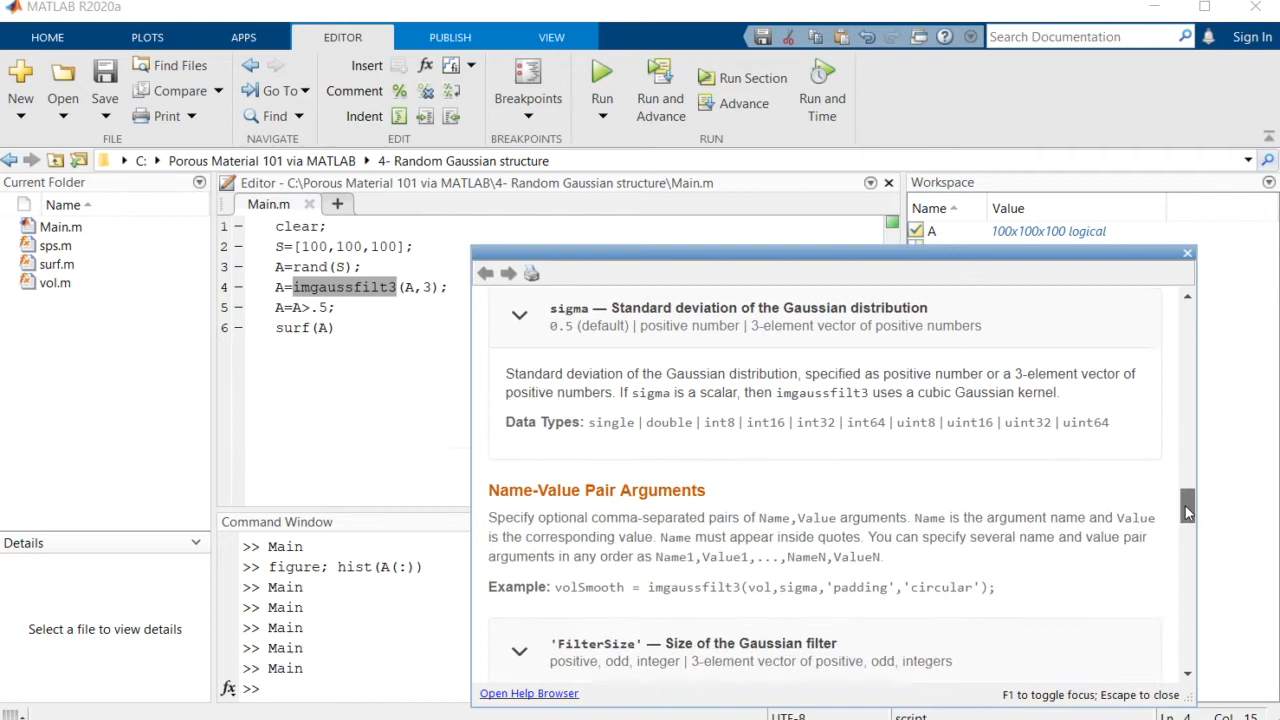 MATLAB R2020a
HOME PLOTS APPS EDITOR PUBLISH VIEW Search Documentation Sign In
New Open Save Find Files Compare Print
FILE
Go To Find
NAVIGATE
Insert fx
Comment
Indent
EDIT
Breakpoints
BREAKPOINTS
Run Run and Advance Run Section Advance Run and Time
RUN
C: Porous Material 101 via MATLAB 4- Random Gaussian structure
Current Folder
Name
Main.m
sps.m
surf.m
vol.m
Details
Select a file to view details
Editor - C:\Porous Material 101 via MATLAB\4- Random Gaussian structure\Main.m
Main.m
1 – clear;
2 – S=[100,100,100];
3 – A=rand(S);
4 – A=imgaussfilt3(A,3);
5 – A=A>.5;
6 – surf(A)
Workspace
Name Value
A 100x100x100 logical
sigma — Standard deviation of the Gaussian distribution
0.5 (default) | positive number | 3-element vector of positive numbers
Standard deviation of the Gaussian distribution, specified as positive number or a 3-element vector of
positive numbers. If sigma is a scalar, then imgaussfilt3 uses a cubic Gaussian kernel.
Data Types: single | double | int8 | int16 | int32 | int64 | uint8 | uint16 | uint32 | uint64
Name-Value Pair Arguments
Specify optional comma-separated pairs of Name,Value arguments. Name is the argument name and Value
is the corresponding value. Name must appear inside quotes. You can specify several name and value pair
arguments in any order as Name1,Value1,...,NameN,ValueN.
Example: volSmooth = imgaussfilt3(vol,sigma,'padding','circular');
'FilterSize' — Size of the Gaussian filter
positive, odd, integer | 3-element vector of positive, odd, integers
Open Help Browser F1 to toggle focus; Escape to close
Command Window
>> Main
>> figure; hist(A(:))
>> Main
>> Main
>> Main
>> Main
>> Main
fx >>
UTF-8 script Ln 4 Col 15